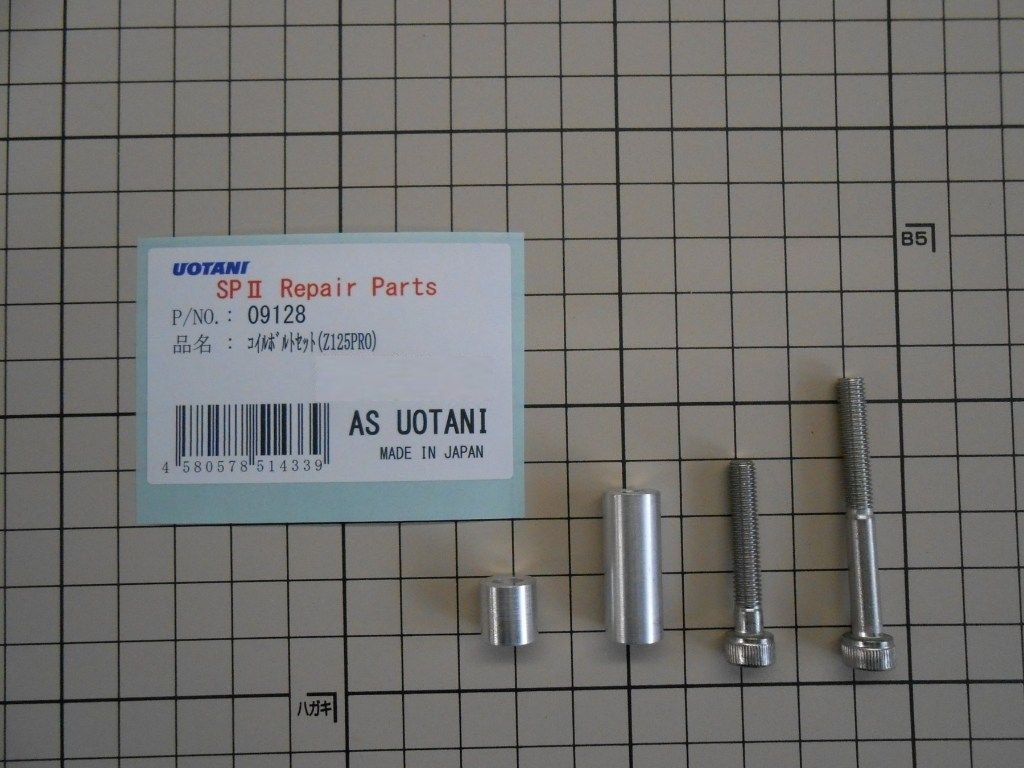 UOTANI
SPⅡ Repair Parts
P/NO.: 09128
品名 : ｺｲﾙﾎﾞﾙﾄｾｯﾄ(Z125PRO)
AS UOTANI
MADE IN JAPAN
4 580578 514339
B5
ハガキ